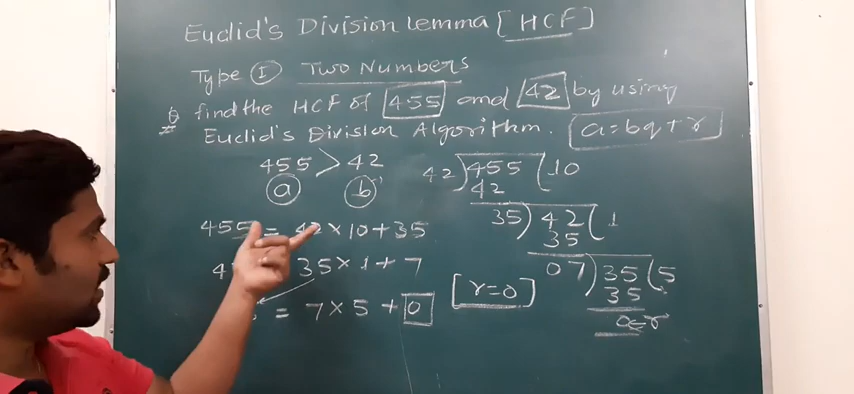 Euclid's Division Lemma [HCF]
Type I Two Numbers
Q find the HCF of 455 and 42 by using
Euclid's Division Algorithm. a=bq+r
455 > 42
a b
455 = 42 × 10 + 35
35 × 1 + 7
= 7 × 5 + 0
[r=0]
42) 455 (10
42
35) 42 (1
35
07) 35 (5
35
0 ← r